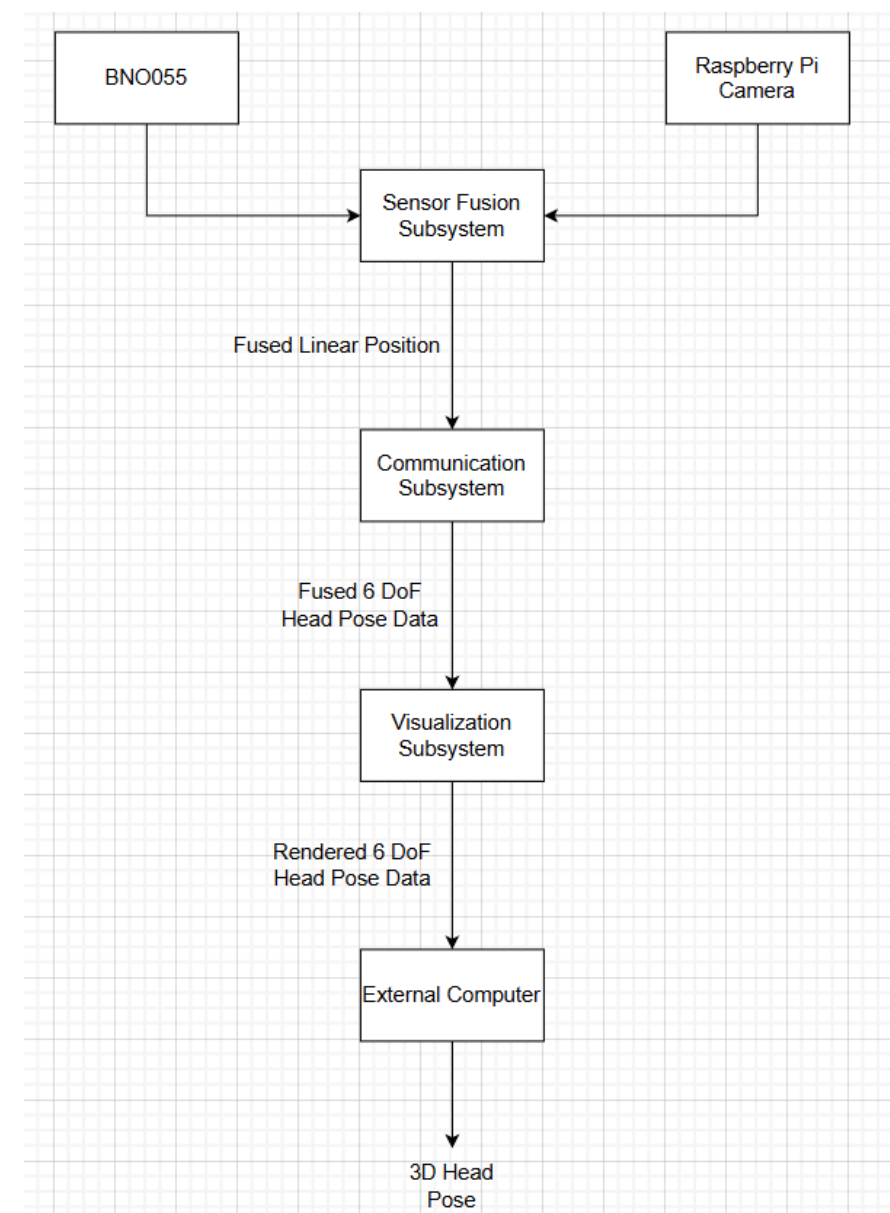 BNO055
Raspberry Pi
Camera
Sensor Fusion
Subsystem
Fused Linear Position
Communication
Subsystem
Fused 6 DoF
Head Pose Data
Visualization
Subsystem
Rendered 6 DoF
Head Pose Data
External Computer
3D Head
Pose